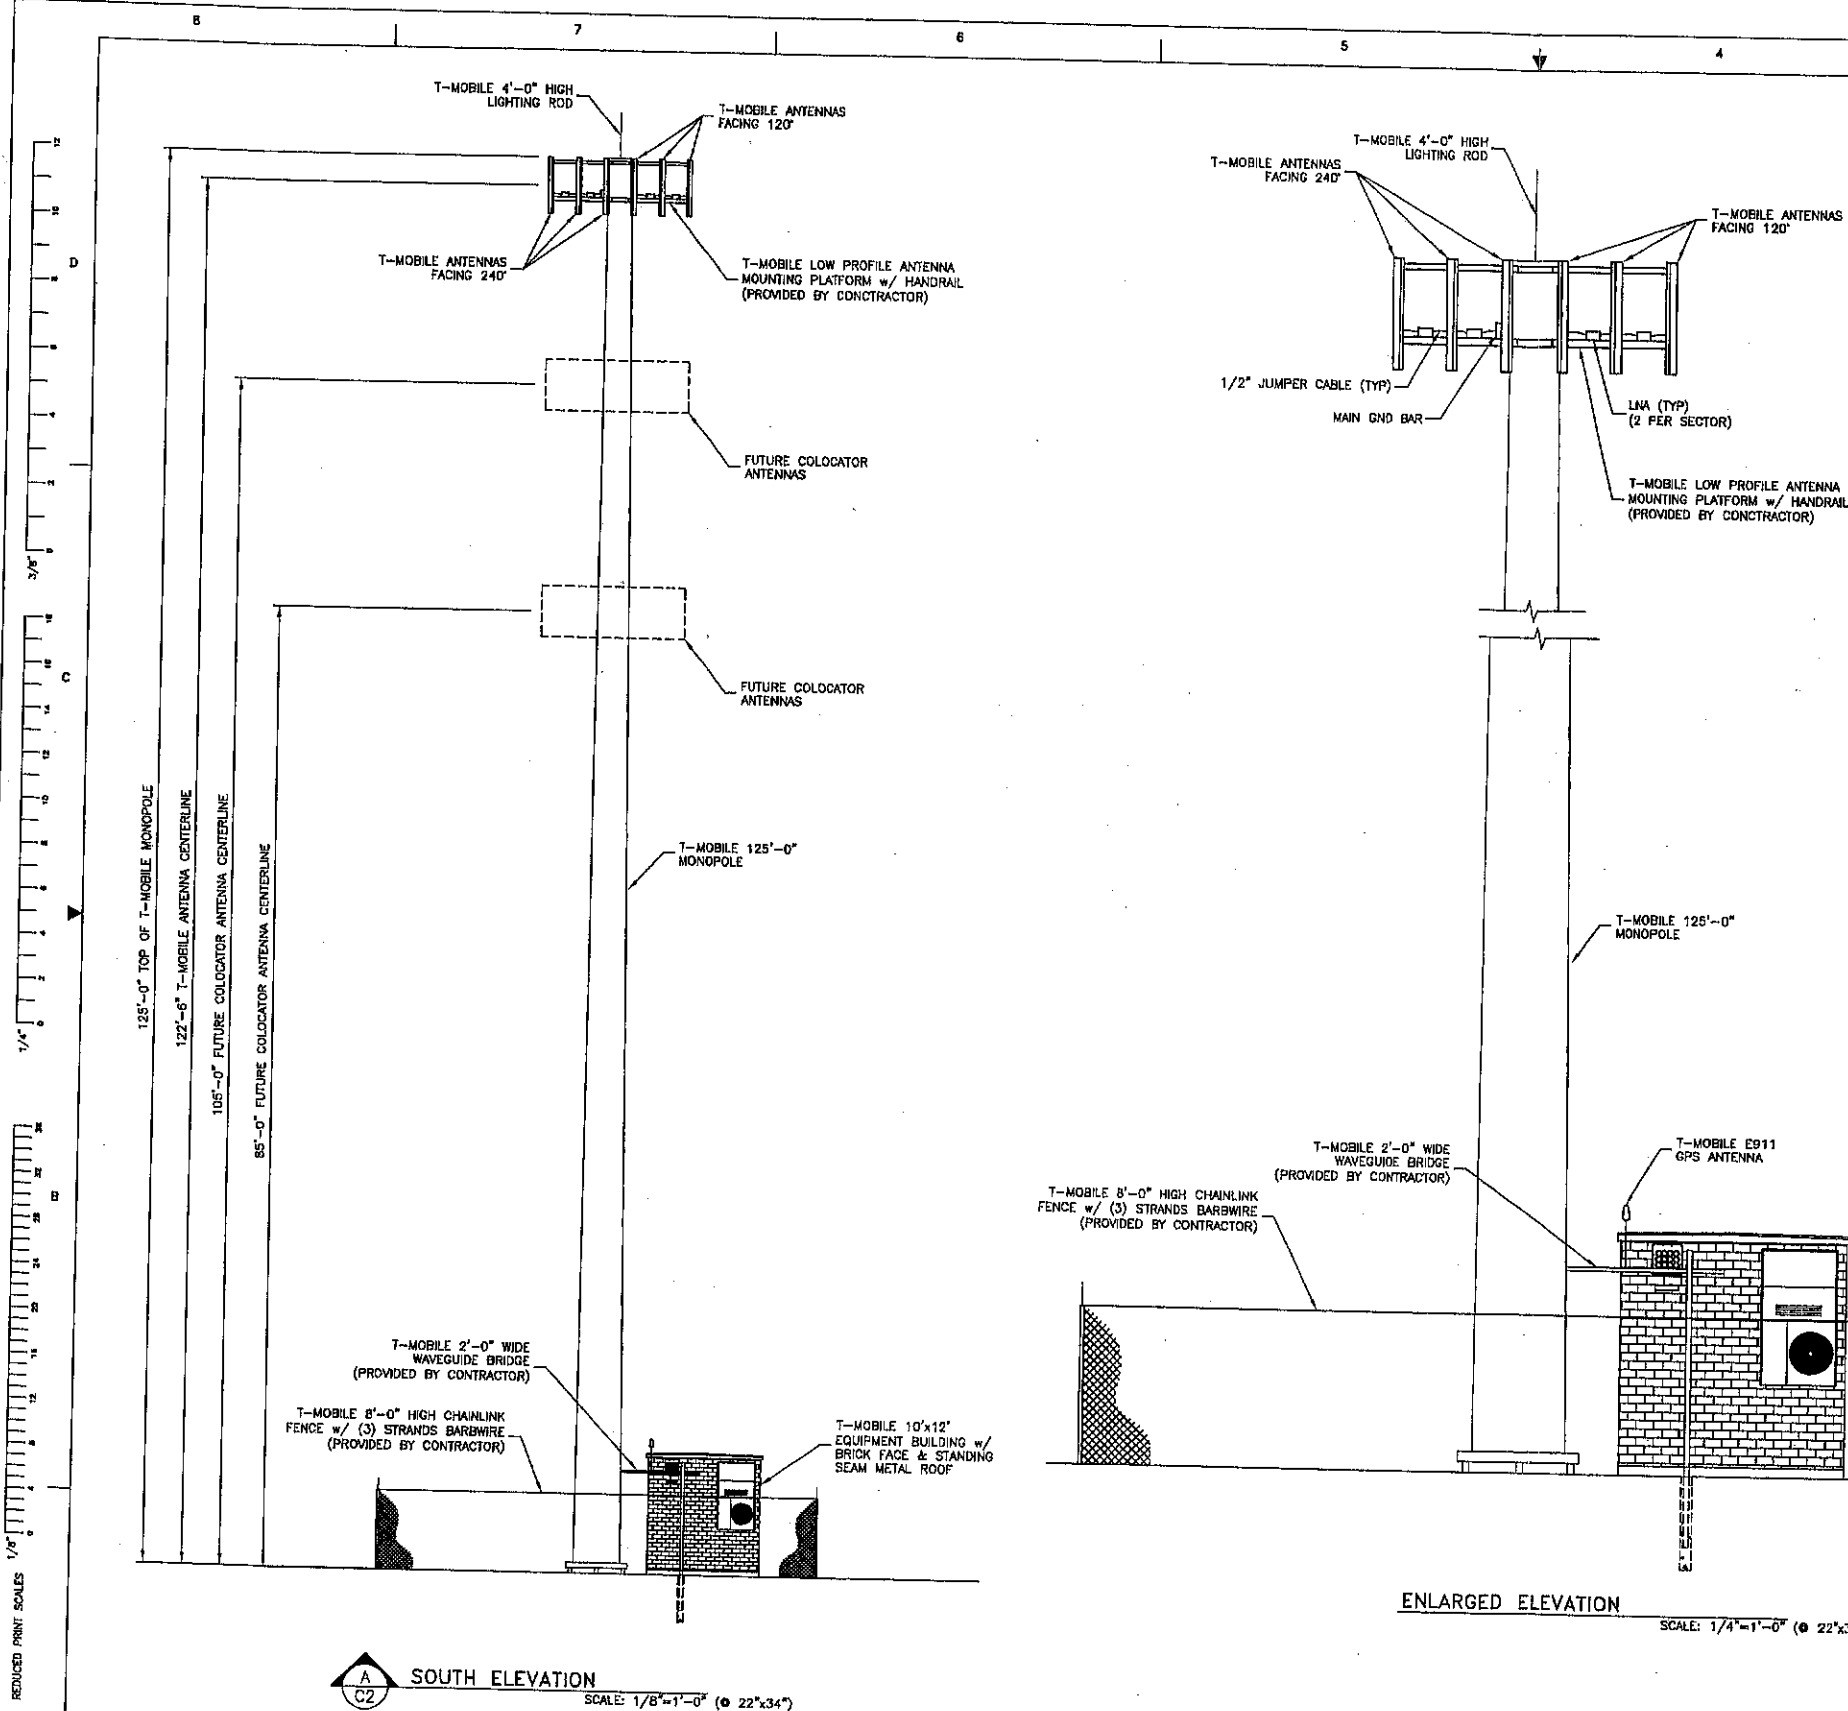 8 7 6 5 4
T-MOBILE 4'-0" HIGH
LIGHTING ROD
T-MOBILE ANTENNAS
FACING 120°
T-MOBILE ANTENNAS
FACING 240°
T-MOBILE LOW PROFILE ANTENNA
MOUNTING PLATFORM w/ HANDRAIL
(PROVIDED BY CONCTRACTOR)
FUTURE COLOCATOR
ANTENNAS
FUTURE COLOCATOR
ANTENNAS
125'-0" TOP OF T-MOBILE MONOPOLE
122'-6" T-MOBILE ANTENNA CENTERLINE
105'-0" FUTURE COLOCATOR ANTENNA CENTERLINE
85'-0" FUTURE COLOCATOR ANTENNA CENTERLINE
T-MOBILE 125'-0"
MONOPOLE
T-MOBILE 2'-0" WIDE
WAVEGUIDE BRIDGE
(PROVIDED BY CONTRACTOR)
T-MOBILE 8'-0" HIGH CHAINLINK
FENCE w/ (3) STRANDS BARBWIRE
(PROVIDED BY CONTRACTOR)
T-MOBILE 10'x12'
EQUIPMENT BUILDING w/
BRICK FACE & STANDING
SEAM METAL ROOF
A
C2
SOUTH ELEVATION
SCALE: 1/8"=1'-0" (@ 22"x34")
T-MOBILE 4'-0" HIGH
LIGHTING ROD
T-MOBILE ANTENNAS
FACING 240°
T-MOBILE ANTENNAS
FACING 120°
1/2" JUMPER CABLE (TYP)
MAIN GND BAR
LNA (TYP)
(2 PER SECTOR)
T-MOBILE LOW PROFILE ANTENNA
MOUNTING PLATFORM w/ HANDRAIL
(PROVIDED BY CONCTRACTOR)
T-MOBILE 125'-0"
MONOPOLE
T-MOBILE 2'-0" WIDE
WAVEGUIDE BRIDGE
(PROVIDED BY CONTRACTOR)
T-MOBILE E911
GPS ANTENNA
T-MOBILE 8'-0" HIGH CHAINLINK
FENCE w/ (3) STRANDS BARBWIRE
(PROVIDED BY CONTRACTOR)
ENLARGED ELEVATION
SCALE: 1/4"=1'-0" (@ 22"x3
D
C
B
3/8"
1/4"
1/8"
REDUCED PRINT SCALES